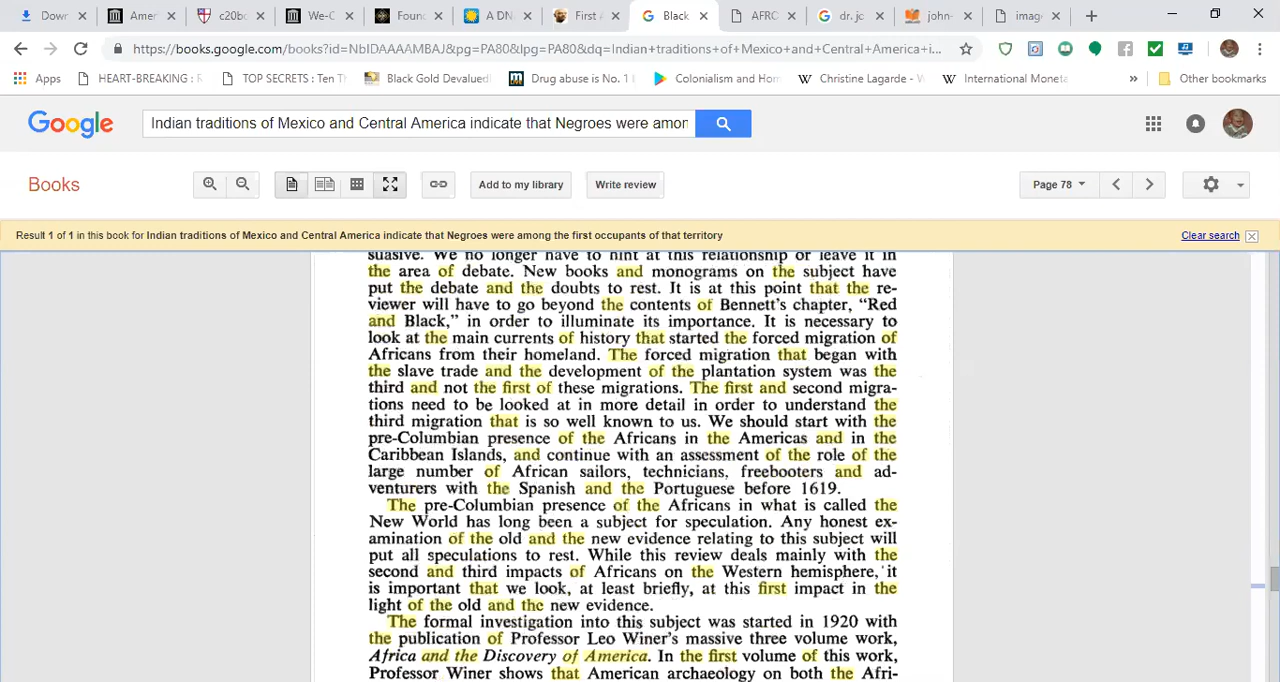 Down
Amer
c20bc
We-C
Foun
A DN
First A
Black
AFRC
dr. jc
john-
imag
https://books.google.com/books?id=NbIDAAAAMBAJ&pg=PA80&lpg=PA80&dq=Indian+traditions+of+Mexico+and+Central+America+i...
Apps
HEART-BREAKING : R
TOP SECRETS : Ten Th
Black Gold Devalued
Drug abuse is No. 1 I
Colonialism and Hom
Christine Lagarde - W
International Moneta
»
Other bookmarks
Google
Indian traditions of Mexico and Central America indicate that Negroes were amon
Books
Add to my library
Write review
Page 78
Result 1 of 1 in this book for Indian traditions of Mexico and Central America indicate that Negroes were among the first occupants of that territory
Clear search
suasive. We no longer have to hint at this relationship or leave it in
the area of debate. New books and monograms on the subject have
put the debate and the doubts to rest. It is at this point that the re-
viewer will have to go beyond the contents of Bennett's chapter, "Red
and Black," in order to illuminate its importance. It is necessary to
look at the main currents of history that started the forced migration of
Africans from their homeland. The forced migration that began with
the slave trade and the development of the plantation system was the
third and not the first of these migrations. The first and second migra-
tions need to be looked at in more detail in order to understand the
third migration that is so well known to us. We should start with the
pre-Columbian presence of the Africans in the Americas and in the
Caribbean Islands, and continue with an assessment of the role of the
large number of African sailors, technicians, freebooters and ad-
venturers with the Spanish and the Portuguese before 1619.
The pre-Columbian presence of the Africans in what is called the
New World has long been a subject for speculation. Any honest ex-
amination of the old and the new evidence relating to this subject will
put all speculations to rest. While this review deals mainly with the
second and third impacts of Africans on the Western hemisphere, it
is important that we look, at least briefly, at this first impact in the
light of the old and the new evidence.
The formal investigation into this subject was started in 1920 with
the publication of Professor Leo Winer's massive three volume work,
Africa and the Discovery of America. In the first volume of this work,
Professor Winer shows that American archaeology on both the Afri-